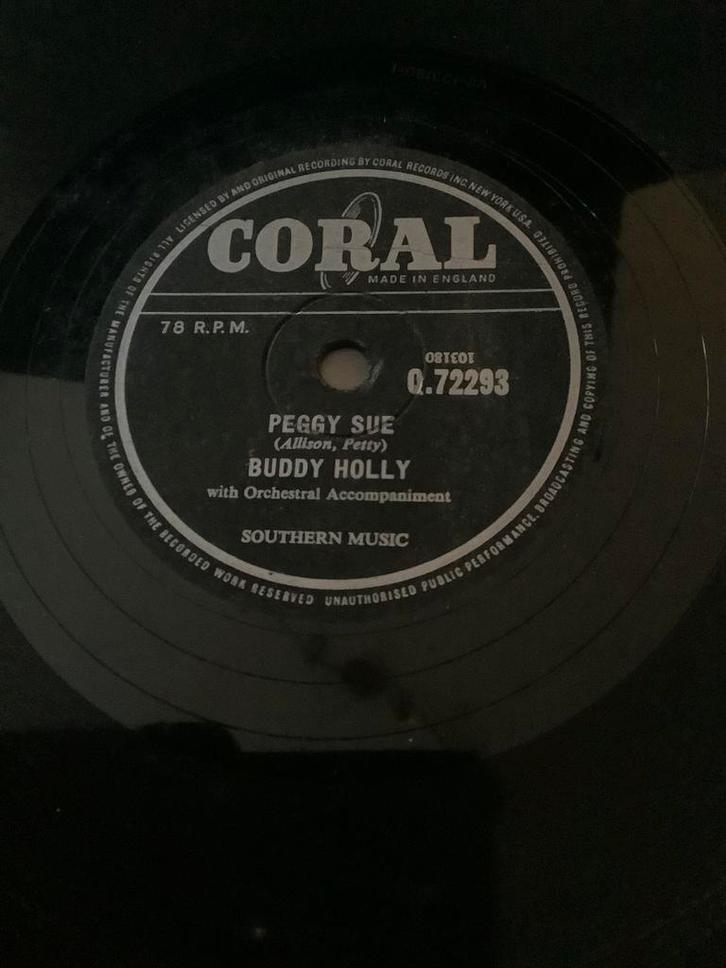 CORAL
MADE IN ENGLAND
78 R.P.M.
103180
Q.72293
PEGGY SUE
(Allison, Petty)
BUDDY HOLLY
with Orchestral Accompaniment
SOUTHERN MUSIC
ALL RIGHTS OF THE MANUFACTURER AND OF THE OWNER OF THE RECORDED WORK RESERVED UNAUTHORISED PUBLIC PERFORMANCE, BROADCASTING AND COPYING OF THIS RECORD PROHIBITED LICENSED BY AND ORIGINAL RECORDING BY CORAL RECORDS INC. NEW YORK USA.